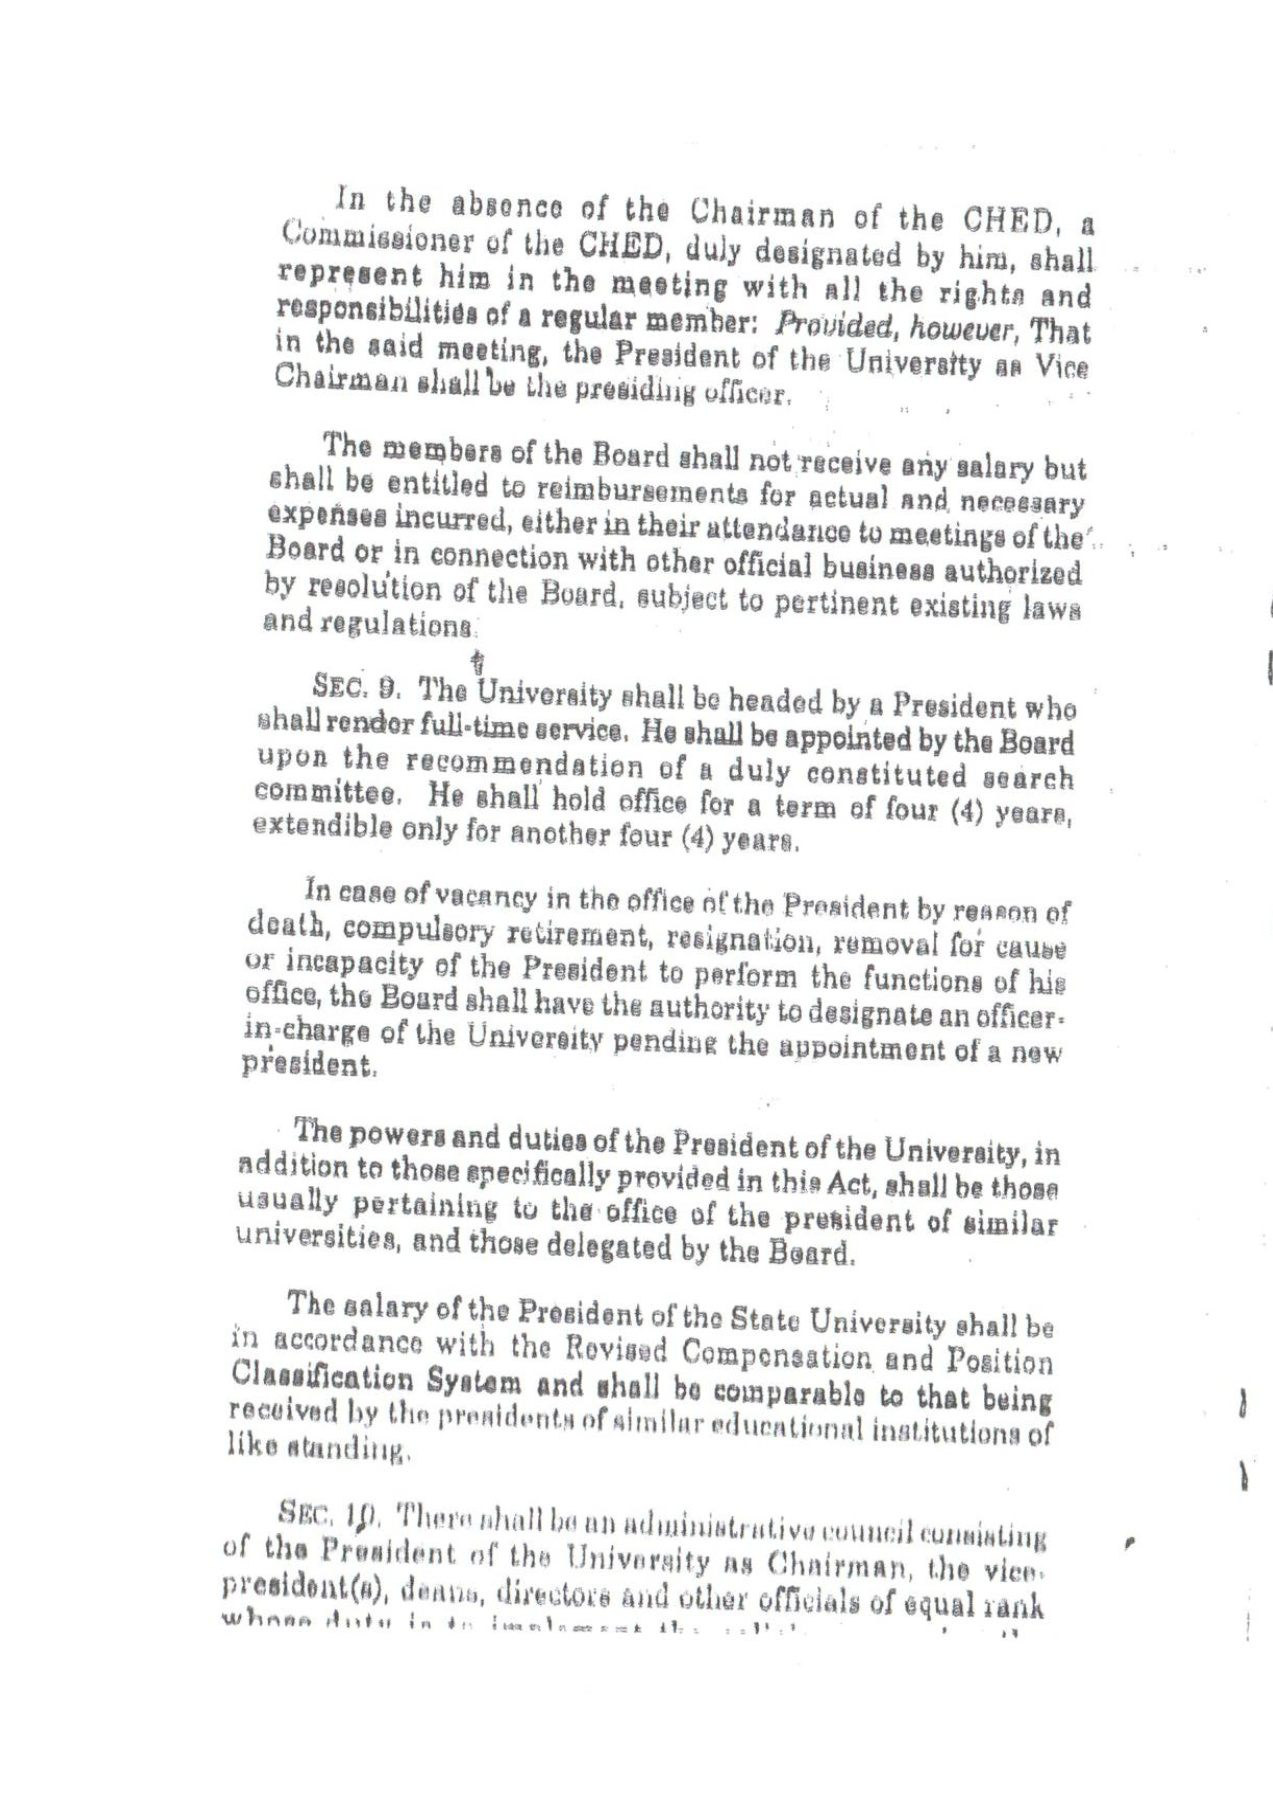 In the absence of the Chairman of the CHED, a
Commissioner of the CHED, duly designated by him, shall
represent him in the meeting with all the rights and
responsibilities of a regular member: Provided, however, That
in the said meeting, the President of the University as Vice
Chairman shall be the presiding officer.
The members of the Board shall not receive any salary but
shall be entitled to reimbursements for actual and necessary
expenses incurred, either in their attendance to meetings of the
Board or in connection with other official business authorized
by resolution of the Board, subject to pertinent existing laws
and regulations.
SEC. 9. The University shall be headed by a President who
shall render full-time service. He shall be appointed by the Board
upon the recommendation of a duly constituted search
committee. He shall hold office for a term of four (4) years,
extendible only for another four (4) years.
In case of vacancy in the office of the President by reason of
death, compulsory retirement, resignation, removal for cause
or incapacity of the President to perform the functions of his
office, the Board shall have the authority to designate an officer-
in-charge of the University pending the appointment of a new
president.
The powers and duties of the President of the University, in
addition to those specifically provided in this Act, shall be those
usually pertaining to the office of the president of similar
universities, and those delegated by the Board.
The salary of the President of the State University shall be
in accordance with the Revised Compensation and Position
Classification System and shall be comparable to that being
received by the presidents of similar educational institutions of
like standing.
SEC. 10. There shall be an administrative council consisting
of the President of the University as Chairman, the vice-
president(s), deans, directors and other officials of equal rank
whose duty is to implement the